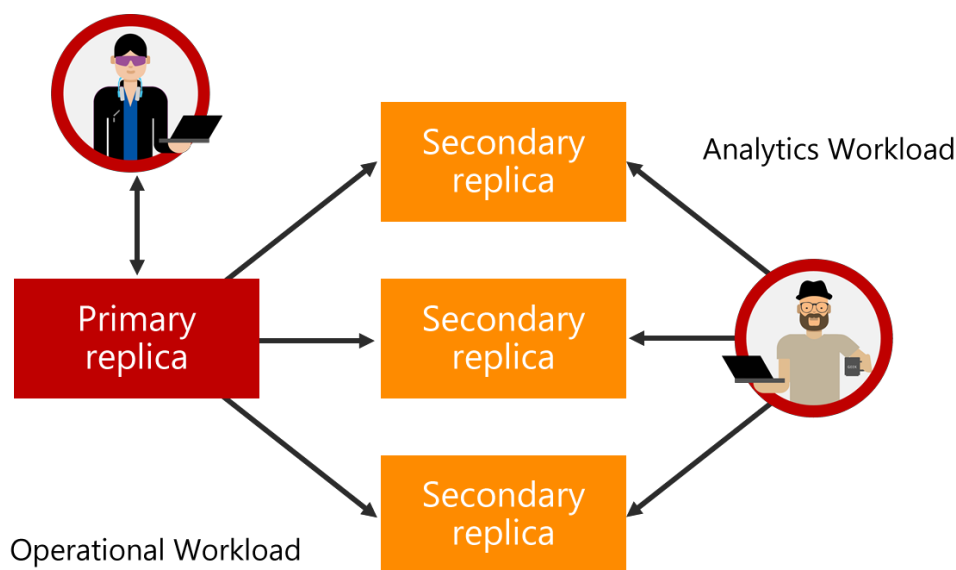 Secondary
replica
Analytics Workload
Primary
replica
Secondary
replica
Secondary
replica
Operational Workload